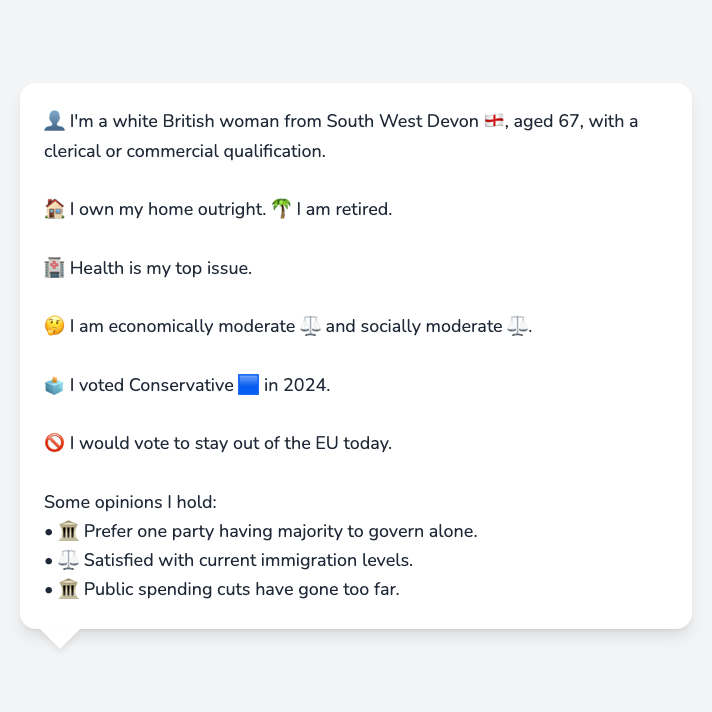 👤 I'm a white British woman from South West Devon 🏴󠁧󠁢󠁥󠁮󠁧󠁿, aged 67, with a
clerical or commercial qualification.
🏠 I own my home outright. 🌴 I am retired.
🏥 Health is my top issue.
🤔 I am economically moderate ⚖️ and socially moderate ⚖️.
🗳️ I voted Conservative 🟦 in 2024.
🚫 I would vote to stay out of the EU today.
Some opinions I hold:
• 🏛️ Prefer one party having majority to govern alone.
• ⚖️ Satisfied with current immigration levels.
• 🏛️ Public spending cuts have gone too far.